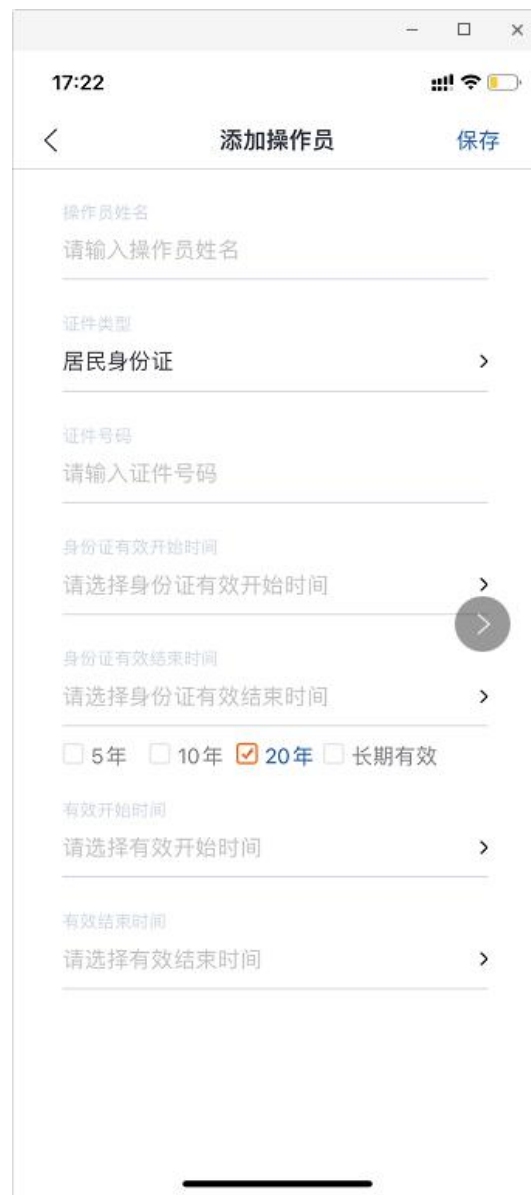 17:22
添加操作员 保存
操作员姓名
请输入操作员姓名
证件类型
居民身份证
证件号码
请输入证件号码
身份证有效开始时间
请选择身份证有效开始时间
身份证有效结束时间
请选择身份证有效结束时间
5年 10年 20年 长期有效
有效开始时间
请选择有效开始时间
有效结束时间
请选择有效结束时间